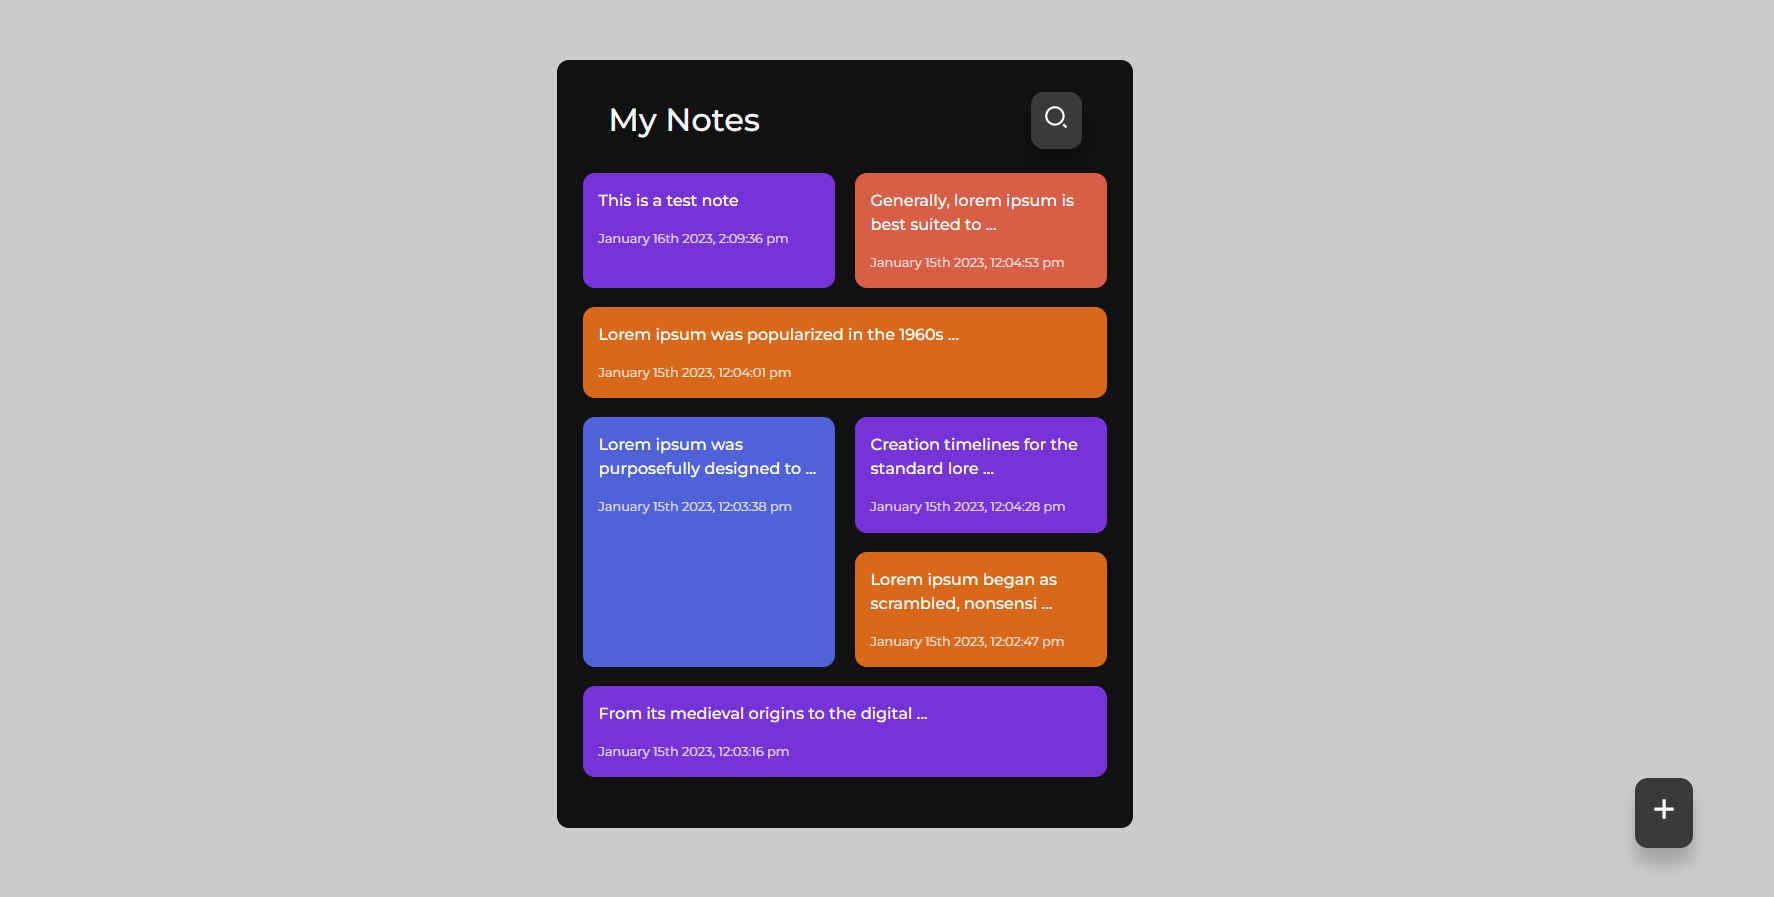 My Notes
This is a test note
January 16th 2023, 2:09:36 pm
Generally, lorem ipsum is
best suited to ...
January 15th 2023, 12:04:53 pm
Lorem ipsum was popularized in the 1960s ...
January 15th 2023, 12:04:01 pm
Lorem ipsum was
purposefully designed to ...
January 15th 2023, 12:03:38 pm
Creation timelines for the
standard lore ...
January 15th 2023, 12:04:28 pm
Lorem ipsum began as
scrambled, nonsensi ...
January 15th 2023, 12:02:47 pm
From its medieval origins to the digital ...
January 15th 2023, 12:03:16 pm